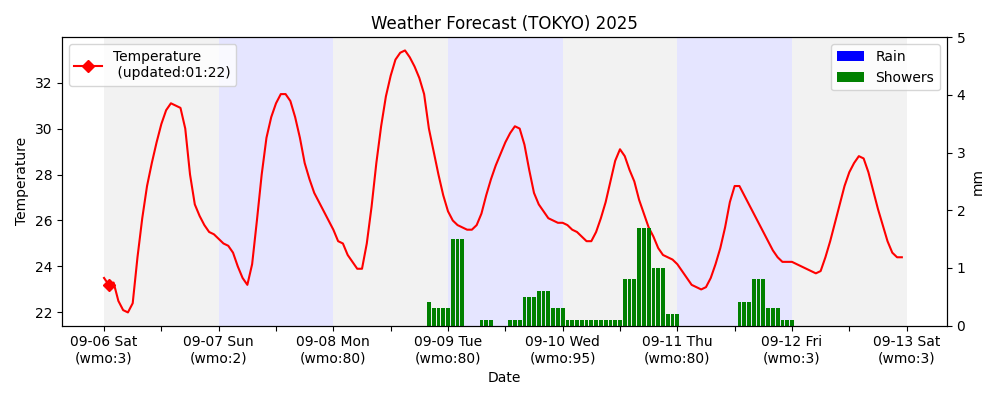 Weather Forecast (TOKYO) 2025
Temperature
(updated:01:22)
Rain
Showers
Temperature
32
30
28
26
24
22
5
4
3
2
1
0
mm
09-06 Sat
(wmo:3)
09-07 Sun
(wmo:2)
09-08 Mon
(wmo:80)
09-09 Tue
(wmo:80)
09-10 Wed
(wmo:95)
09-11 Thu
(wmo:80)
09-12 Fri
(wmo:3)
09-13 Sat
(wmo:3)
Date